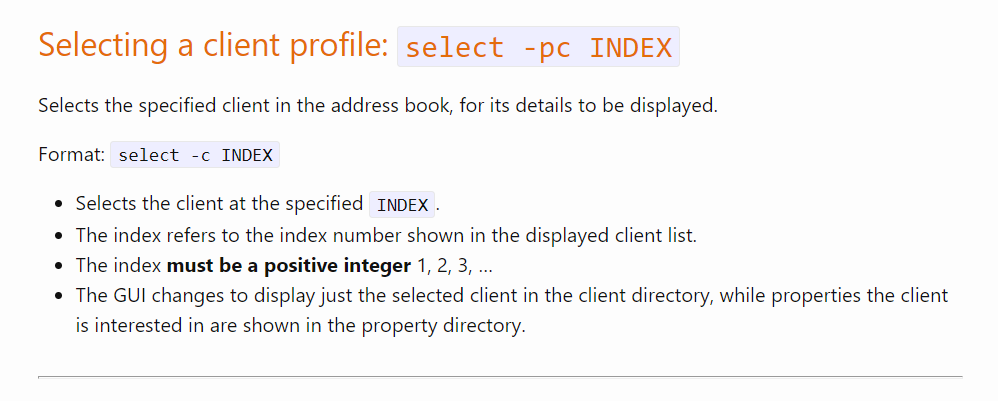 Selecting a client profile: select -pc INDEX
Selects the specified client in the address book, for its details to be displayed.
Format: select -c INDEX
• Selects the client at the specified INDEX.
• The index refers to the index number shown in the displayed client list.
• The index must be a positive integer 1, 2, 3, …
• The GUI changes to display just the selected client in the client directory, while properties the client
is interested in are shown in the property directory.